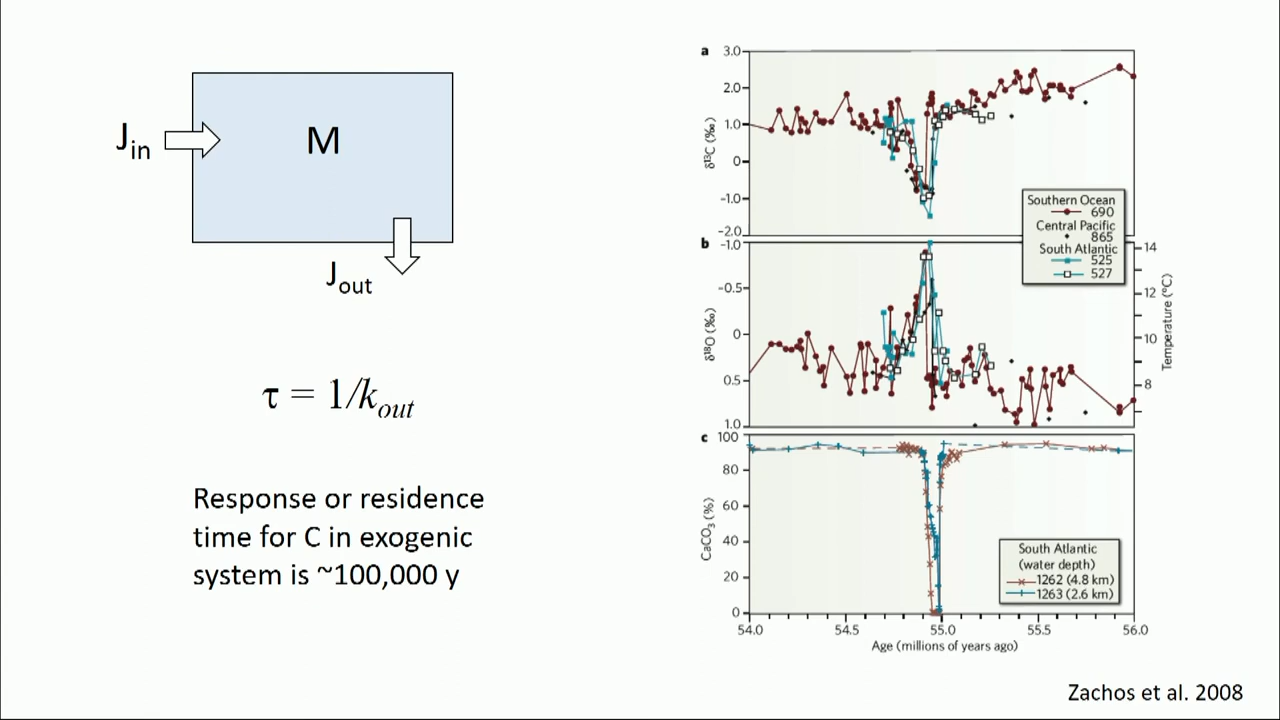 J_in
M
J_out
τ = 1/k_out
Response or residence
time for C in exogenic
system is ~100,000 y
a
3.0
2.0
1.0
0
-1.0
-2.0
δ¹³C (‰)
Southern Ocean
690
Central Pacific
865
South Atlantic
525
527
b
-1.0
-0.5
0
0.5
1.0
δ¹⁸O (‰)
14
12
10
8
Temperature (°C)
c
100
80
60
40
20
0
CaCO₃ (%)
South Atlantic
(water depth)
1262 (4.8 km)
1263 (2.6 km)
54.0 54.5 55.0 55.5 56.0
Age (millions of years ago)
Zachos et al. 2008